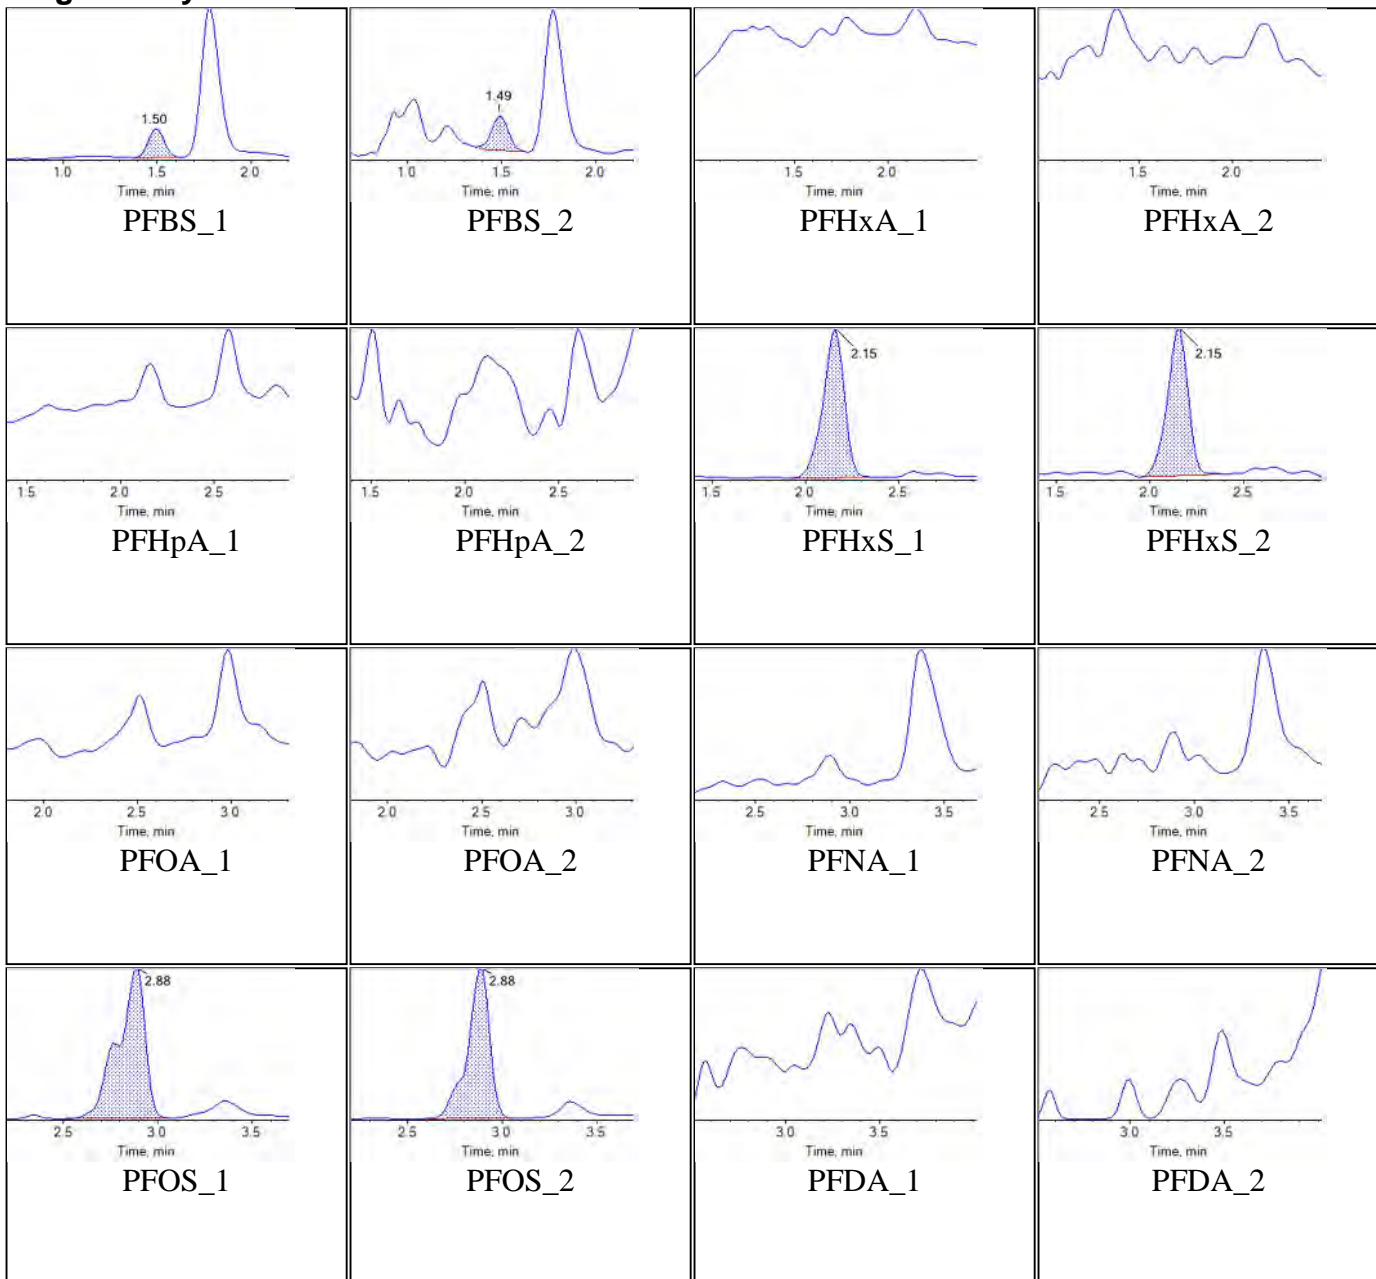 1.50
1.0 1.5 2.0
Time, min
PFBS_1
1.49
1.0 1.5 2.0
Time, min
PFBS_2
1.5 2.0
Time, min
PFHxA_1
1.5 2.0
Time, min
PFHxA_2
1.5 2.0 2.5
Time, min
PFHpA_1
1.5 2.0 2.5
Time, min
PFHpA_2
2.15
1.5 2.0 2.5
Time, min
PFHxS_1
2.15
1.5 2.0 2.5
Time, min
PFHxS_2
2.0 2.5 3.0
Time, min
PFOA_1
2.0 2.5 3.0
Time, min
PFOA_2
2.5 3.0 3.5
Time, min
PFNA_1
2.5 3.0 3.5
Time, min
PFNA_2
2.88
2.5 3.0 3.5
Time, min
PFOS_1
2.88
2.5 3.0 3.5
Time, min
PFOS_2
3.0 3.5
Time, min
PFDA_1
3.0 3.5
Time, min
PFDA_2